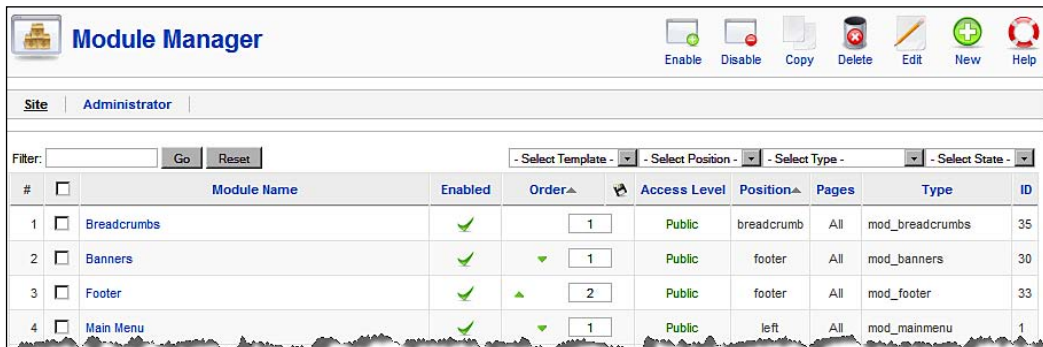 Module Manager
Enable Disable Copy Delete Edit New Help
Site Administrator
Filter: Go Reset - Select Template - - Select Position - - Select Type - - Select State -
# Module Name Enabled Order Access Level Position Pages Type ID
1 Breadcrumbs 1 Public breadcrumb All mod_breadcrumbs 35
2 Banners 1 Public footer All mod_banners 30
3 Footer 2 Public footer All mod_footer 33
4 Main Menu 1 Public left All mod_mainmenu 1